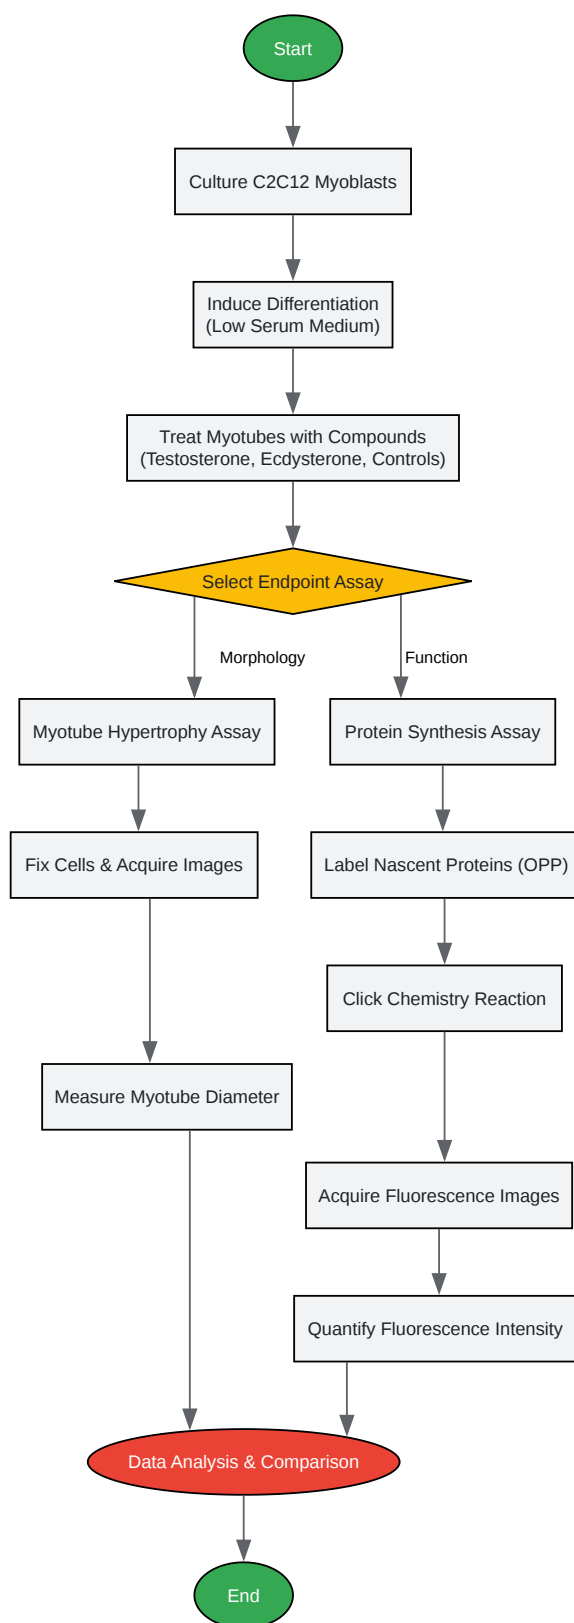 Start
Culture C2C12 Myoblasts
Induce Differentiation
(Low Serum Medium)
Treat Myotubes with Compounds
(Testosterone, Ecdysterone, Controls)
Select Endpoint Assay
Morphology
Function
Myotube Hypertrophy Assay
Protein Synthesis Assay
Fix Cells & Acquire Images
Label Nascent Proteins (OPP)
Click Chemistry Reaction
Measure Myotube Diameter
Acquire Fluorescence Images
Quantify Fluorescence Intensity
Data Analysis & Comparison
End